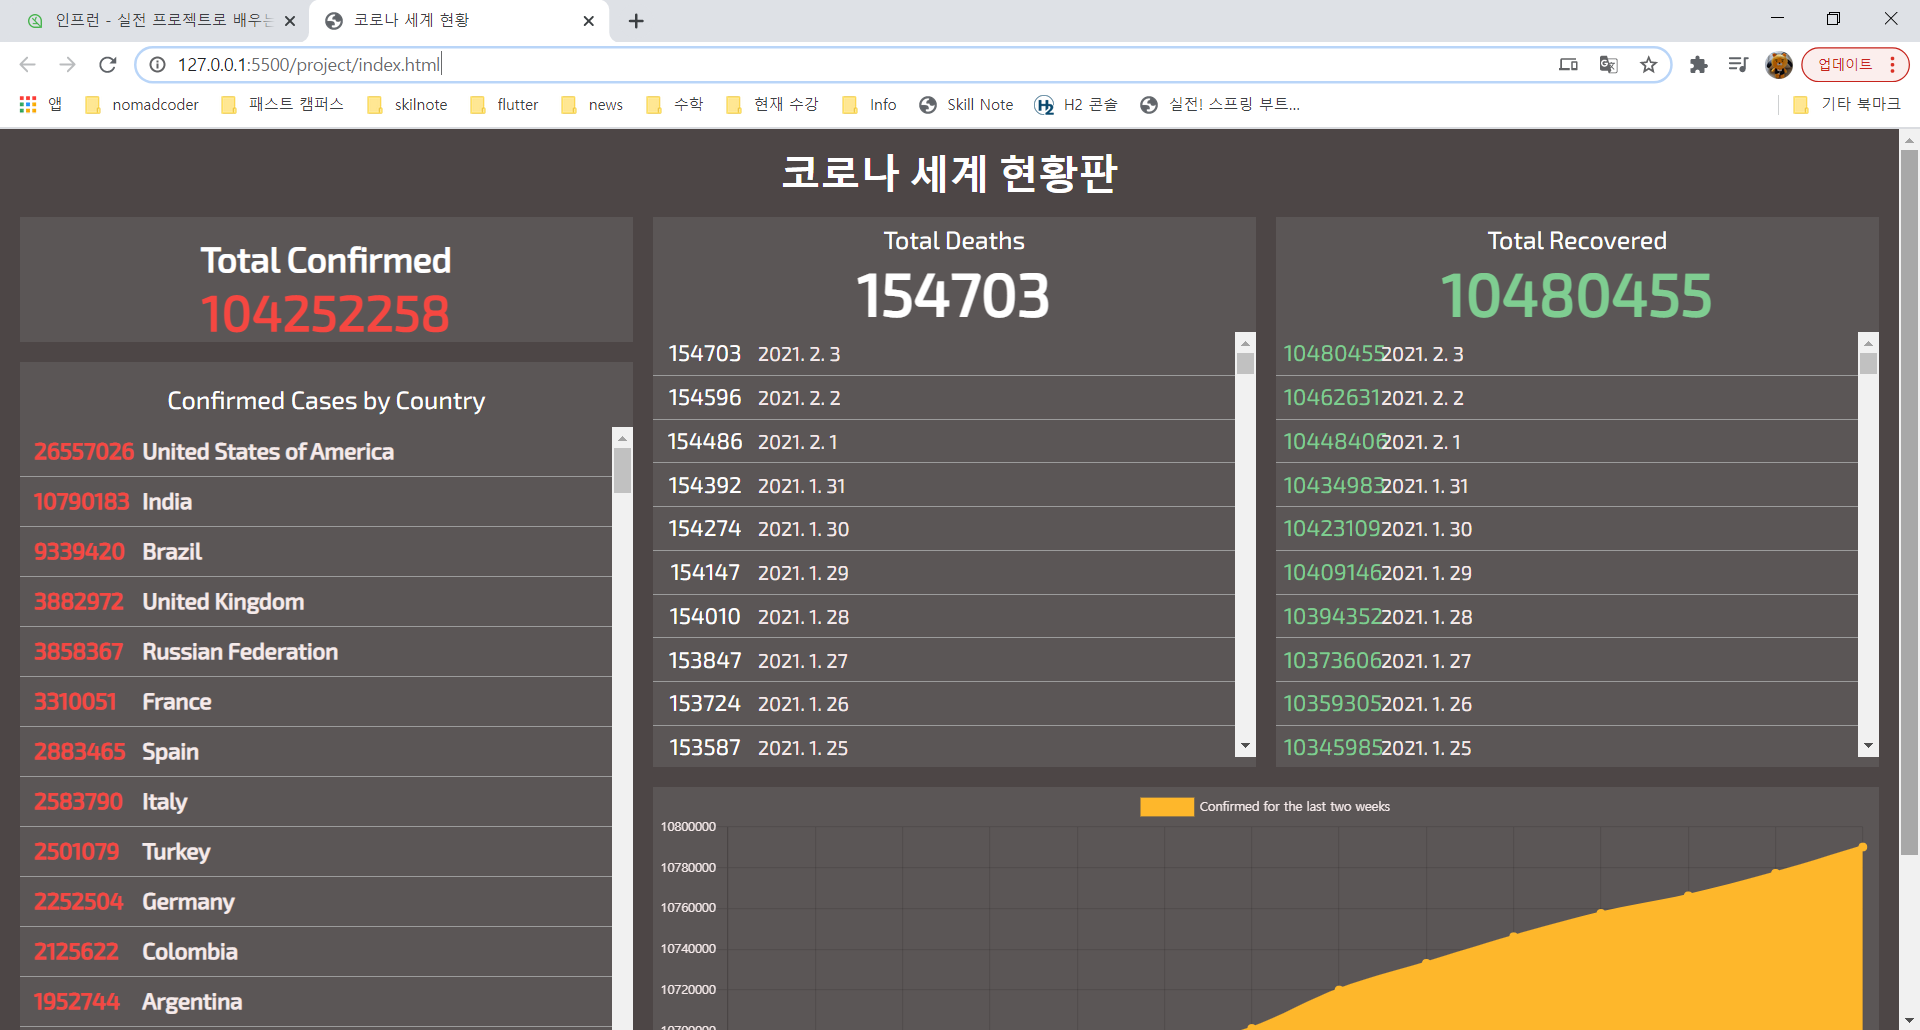 인프런 - 실전 프로젝트로 배우는
코로나 세계 현황
127.0.0.1:5500/project/index.html
업데이트
앱
nomadcoder
패스트 캠퍼스
skilnote
flutter
news
수학
현재 수강
Info
Skill Note
H2 콘솔
실전! 스프링 부트...
기타 북마크
코로나 세계 현황판
Total Confirmed
104252258
Confirmed Cases by Country
26557026 United States of America
10790183 India
9339420 Brazil
3882972 United Kingdom
3858367 Russian Federation
3310051 France
2883465 Spain
2583790 Italy
2501079 Turkey
2252504 Germany
2125622 Colombia
1952744 Argentina
Total Deaths
154703
154703 2021. 2. 3
154596 2021. 2. 2
154486 2021. 2. 1
154392 2021. 1. 31
154274 2021. 1. 30
154147 2021. 1. 29
154010 2021. 1. 28
153847 2021. 1. 27
153724 2021. 1. 26
153587 2021. 1. 25
Total Recovered
10480455
10480455 2021. 2. 3
10462631 2021. 2. 2
10448406 2021. 2. 1
10434983 2021. 1. 31
10423109 2021. 1. 30
10409146 2021. 1. 29
10394352 2021. 1. 28
10373606 2021. 1. 27
10359305 2021. 1. 26
10345985 2021. 1. 25
Confirmed for the last two weeks
10800000
10780000
10760000
10740000
10720000
10700000